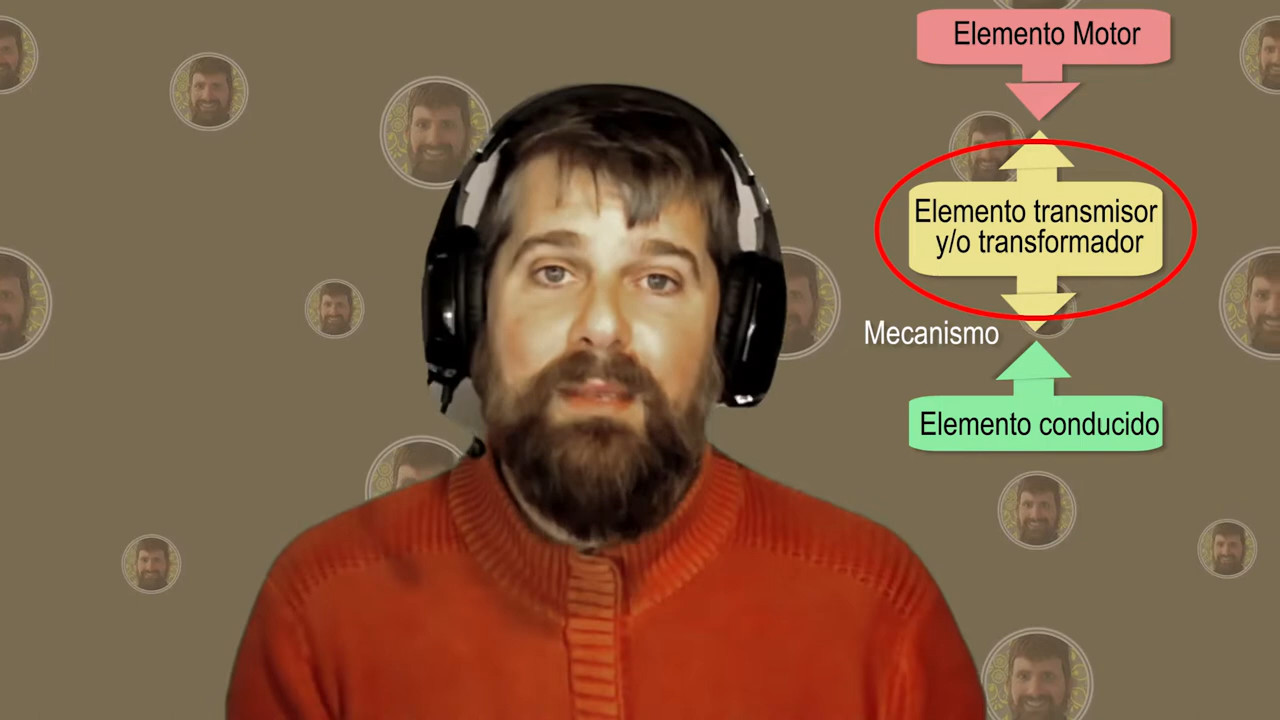 Elemento Motor
Elemento transmisor
y/o transformador
Mecanismo
Elemento conducido